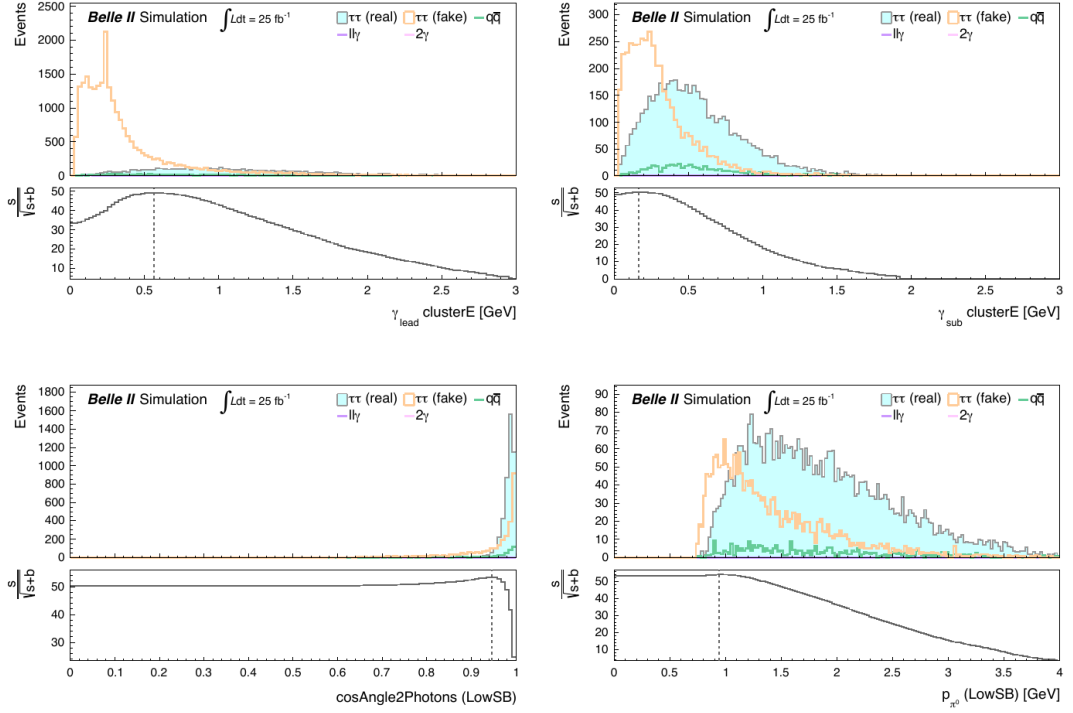 Belle II Simulation ∫Ldt = 25 fb⁻¹ ττ (real) ττ (fake) qq̅
llγ 2γ
Events
2500
2000
1500
1000
500
0
s/√s+b
50
40
30
20
10
0 0.5 1 1.5 2 2.5 3
γlead clusterE [GeV]
Belle II Simulation ∫Ldt = 25 fb⁻¹ ττ (real) ττ (fake) qq̅
llγ 2γ
Events
300
250
200
150
100
50
0
s/√s+b
50
40
30
20
10
0
0 0.5 1 1.5 2 2.5 3
γsub clusterE [GeV]
Belle II Simulation ∫Ldt = 25 fb⁻¹ ττ (real) ττ (fake) qq̅
llγ 2γ
Events
1800
1600
1400
1200
1000
800
600
400
200
0
s/√s+b
50
40
30
0 0.1 0.2 0.3 0.4 0.5 0.6 0.7 0.8 0.9 1
cosAngle2Photons (LowSB)
Belle II Simulation ∫Ldt = 25 fb⁻¹ ττ (real) ττ (fake) qq̅
llγ 2γ
Events
90
80
70
60
50
40
30
20
10
0
s/√s+b
50
40
30
20
10
0 0.5 1 1.5 2 2.5 3 3.5 4
pπ⁰ (LowSB) [GeV]